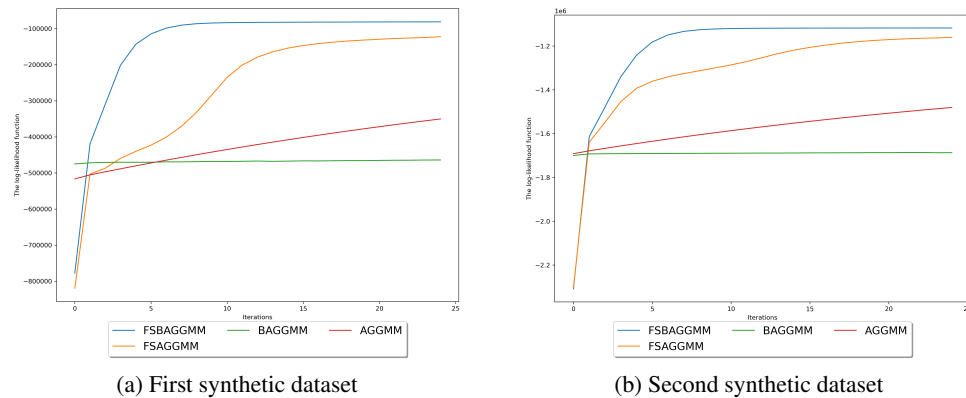 1e6
−100000
−200000
−300000
−400000
−500000
−600000
−700000
−800000
The log-likelihood function
0 5 10 15 20 25
Iterations
FSBAGGMM BAGGMM AGGMM
FSAGGMM
(a) First synthetic dataset
−1.2
−1.4
−1.6
−1.8
−2.0
−2.2
The log-likelihood function
0 5 10 15 20 25
Iterations
FSBAGGMM BAGGMM AGGMM
FSAGGMM
(b) Second synthetic dataset